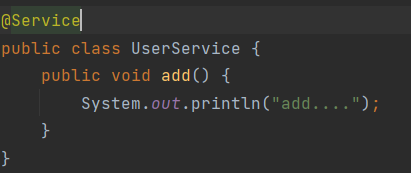 @Service
public class UserService {
    public void add() {
        System.out.println("add....");
    }
}